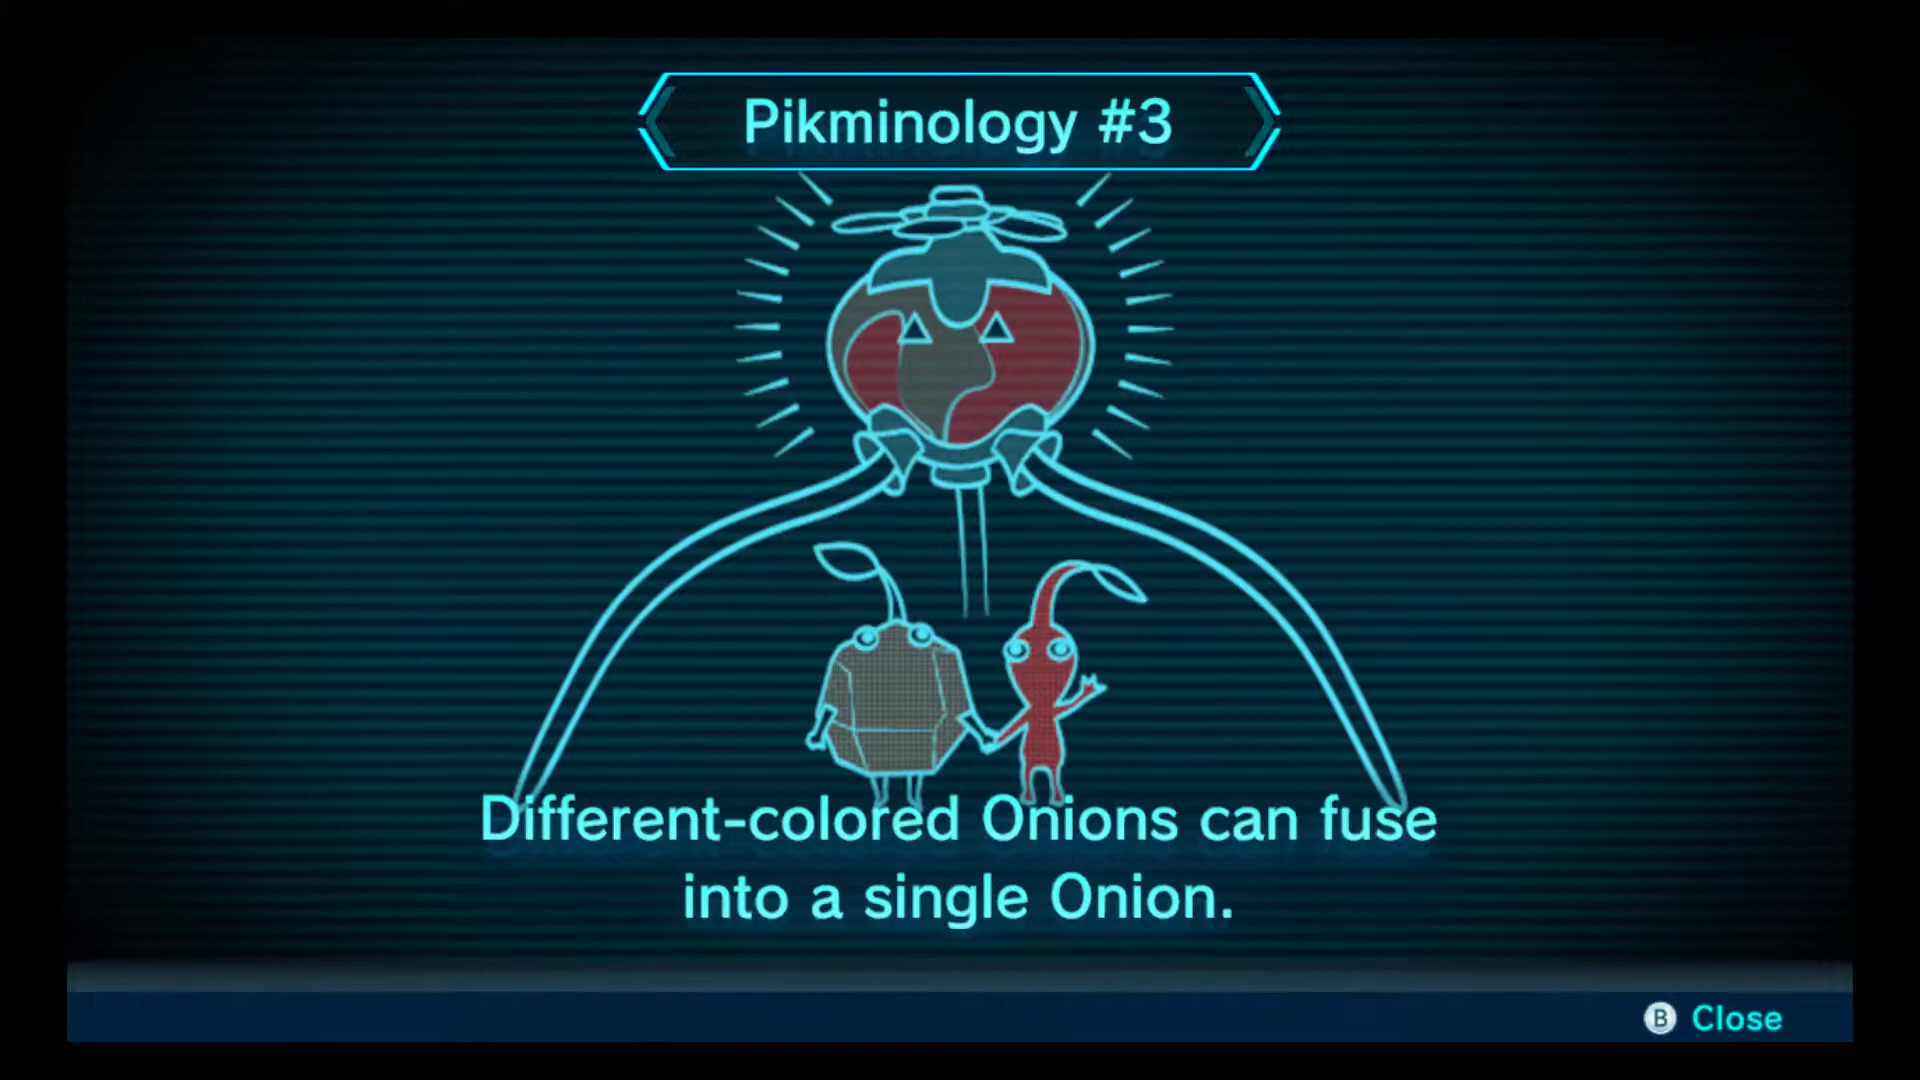 Pikminology #3
Different-colored Onions can fuse
into a single Onion.
B Close